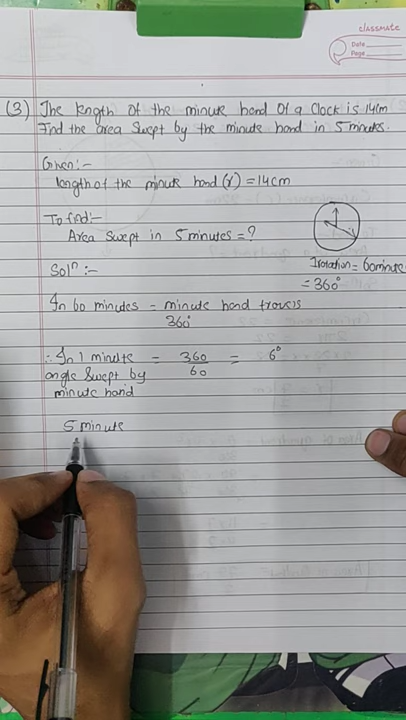 classmate
Date
Page
(3) The length of the minute hand Of a Clock is 14cm
Find the area Swept by the minute hand in 5 minutes.
Given:-
length of the minute hand (r) = 14cm
To find:-
Area Swept in 5 minutes = ?
Solⁿ :-
1 rotation = 60 minute
= 360°
In 60 minutes = minute hand travels
360°
∴ In 1 minute = 360/60 = 6°
angle Swept by
minute hand
5 minute